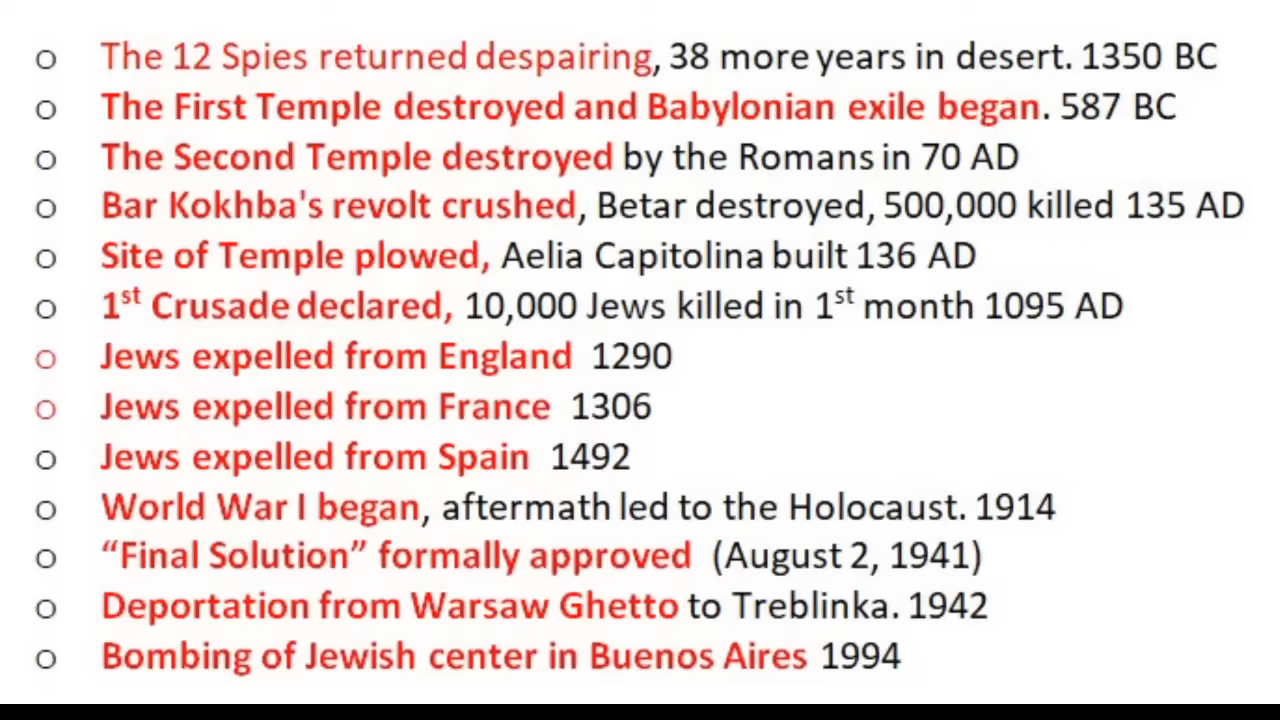 o The 12 Spies returned despairing, 38 more years in desert. 1350 BC
o The First Temple destroyed and Babylonian exile began. 587 BC
o The Second Temple destroyed by the Romans in 70 AD
o Bar Kokhba's revolt crushed, Betar destroyed, 500,000 killed 135 AD
o Site of Temple plowed, Aelia Capitolina built 136 AD
o 1st Crusade declared, 10,000 Jews killed in 1st month 1095 AD
o Jews expelled from England 1290
o Jews expelled from France 1306
o Jews expelled from Spain 1492
o World War I began, aftermath led to the Holocaust. 1914
o “Final Solution” formally approved (August 2, 1941)
o Deportation from Warsaw Ghetto to Treblinka. 1942
o Bombing of Jewish center in Buenos Aires 1994